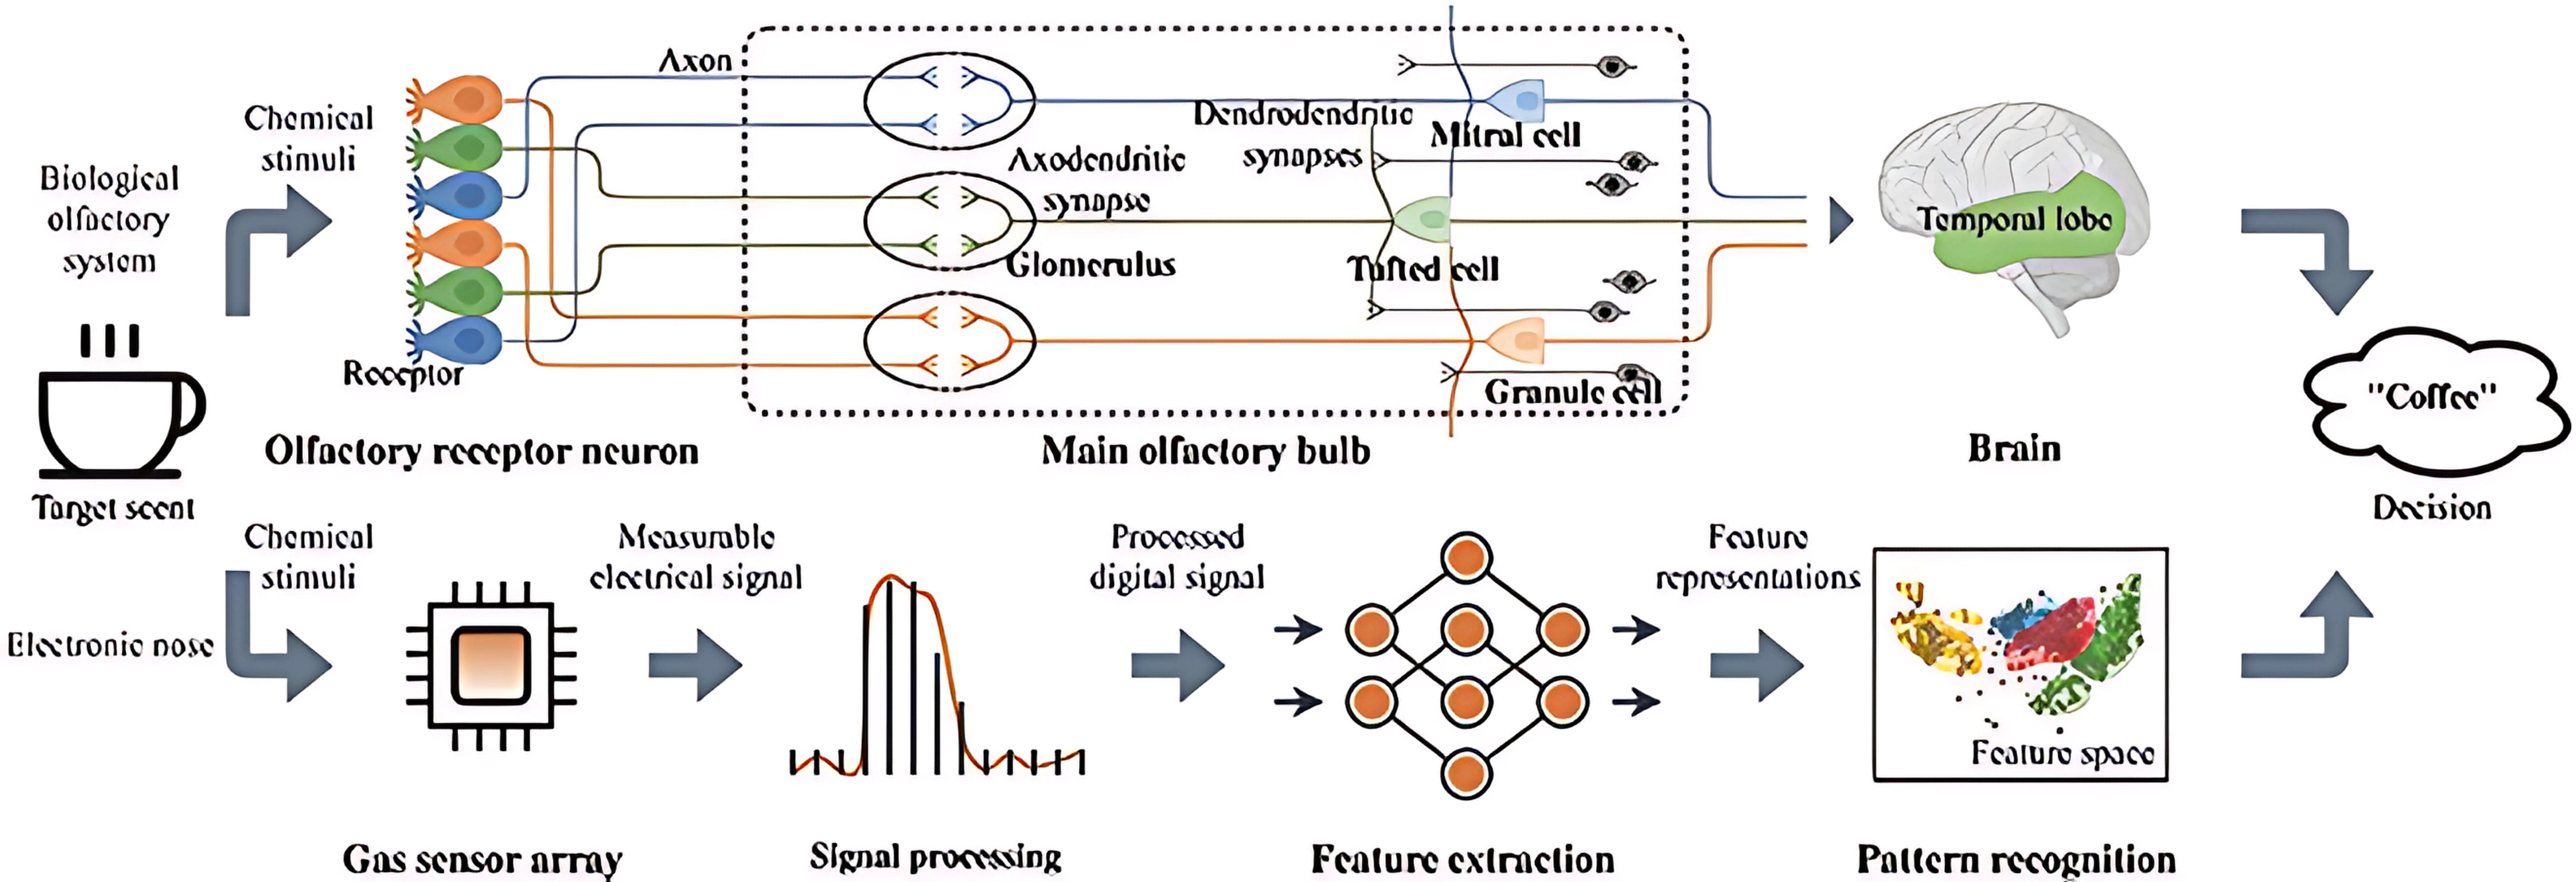 Axon
Chemical
stimuli
Biological
olfactory
system
Dendrodendritic
synapses
Mitral cell
Axodendritic
synapse
Glomerulus
Tufted cell
Temporal lobe
Receptor
Granule cell
"Coffee"
Olfactory receptor neuron
Main olfactory bulb
Brain
Target scent
Decision
Chemical
stimuli
Measurable
electrical signal
Processed
digital signal
Feature
representations
Electronic nose
Feature space
Gas sensor array
Signal processing
Feature extraction
Pattern recognition